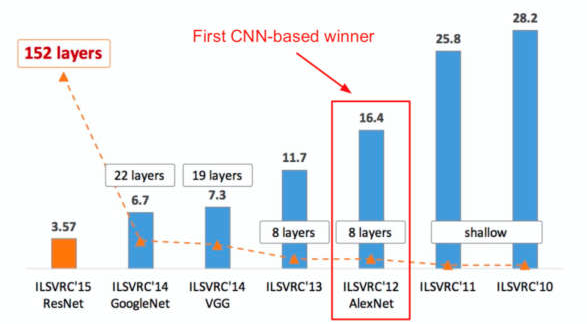 First CNN-based winner
28.2
25.8
152 layers
16.4
11.7
22 layers
19 layers
6.7
7.3
3.57
8 layers
8 layers
shallow
ILSVRC'15
ResNet
ILSVRC'14
GoogleNet
ILSVRC'14
VGG
ILSVRC'13
ILSVRC'12
AlexNet
ILSVRC'11
ILSVRC'10